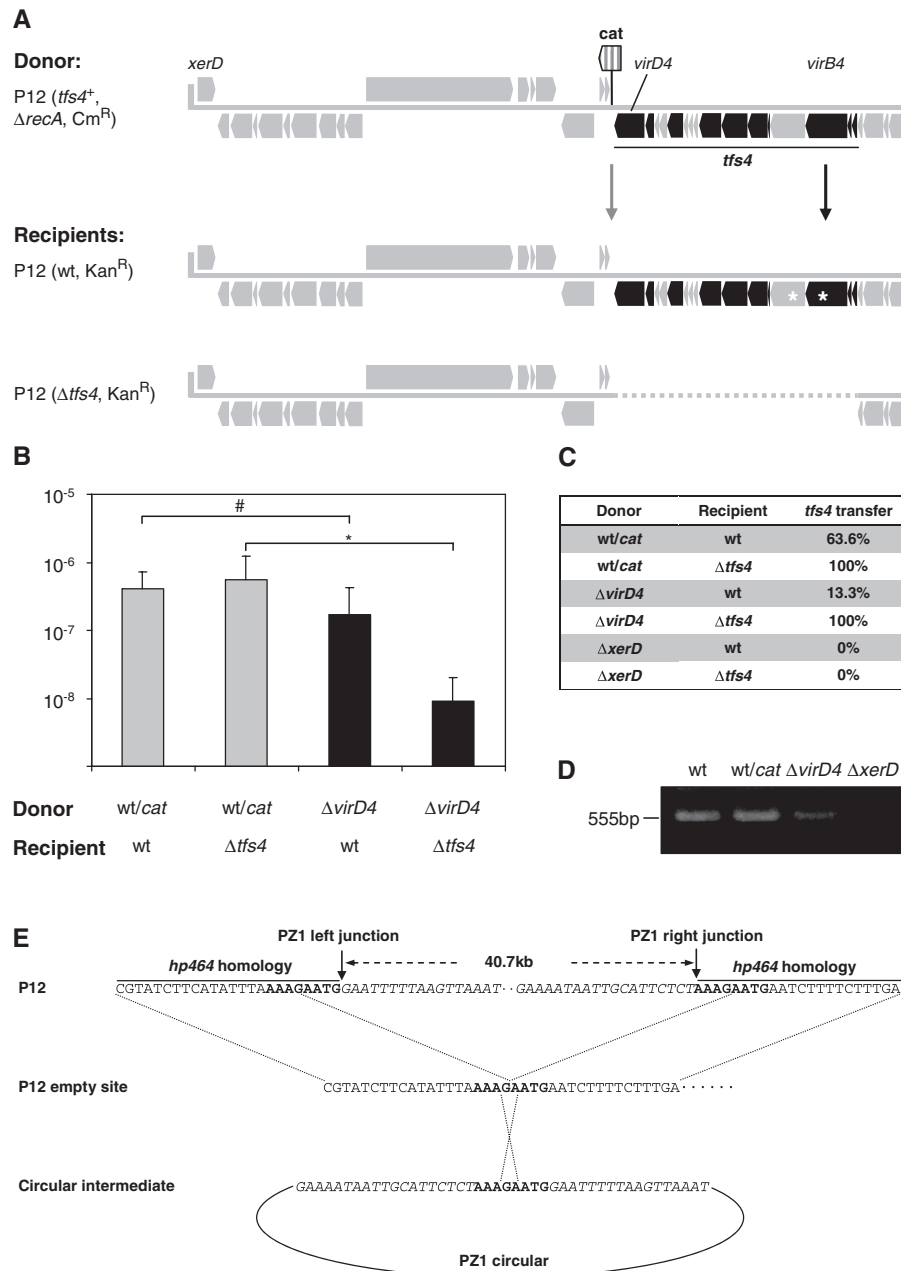 A
Donor:
P12 (tfs4+,
ΔrecA, CmR)
xerD
cat
virD4
virB4
tfs4
Recipients:
P12 (wt, KanR)
*
*
P12 (Δtfs4, KanR)
B
10-5
10-6
10-7
10-8
#
*
Donor wt/cat wt/cat ΔvirD4 ΔvirD4
Recipient wt Δtfs4 wt Δtfs4
C
Donor Recipient tfs4 transfer
wt/cat wt 63.6%
wt/cat Δtfs4 100%
ΔvirD4 wt 13.3%
ΔvirD4 Δtfs4 100%
ΔxerD wt 0%
ΔxerD Δtfs4 0%
D
wt wt/cat ΔvirD4 ΔxerD
555bp
E
PZ1 left junction PZ1 right junction
hp464 homology 40.7kb hp464 homology
P12 CGTATCTTCATATTTAAAAGAATGGAATTTTTAAGTTAAAT··GAAAATAATTGCATTCTCTAAAGAATGAATCTTTTCTTTGA
P12 empty site CGTATCTTCATATTTAAAAGAATGAATCTTTTCTTTGA······
Circular intermediate GAAAATAATTGCATTCTCTAAAGAATGGAATTTTTAAGTTAAAT
PZ1 circular